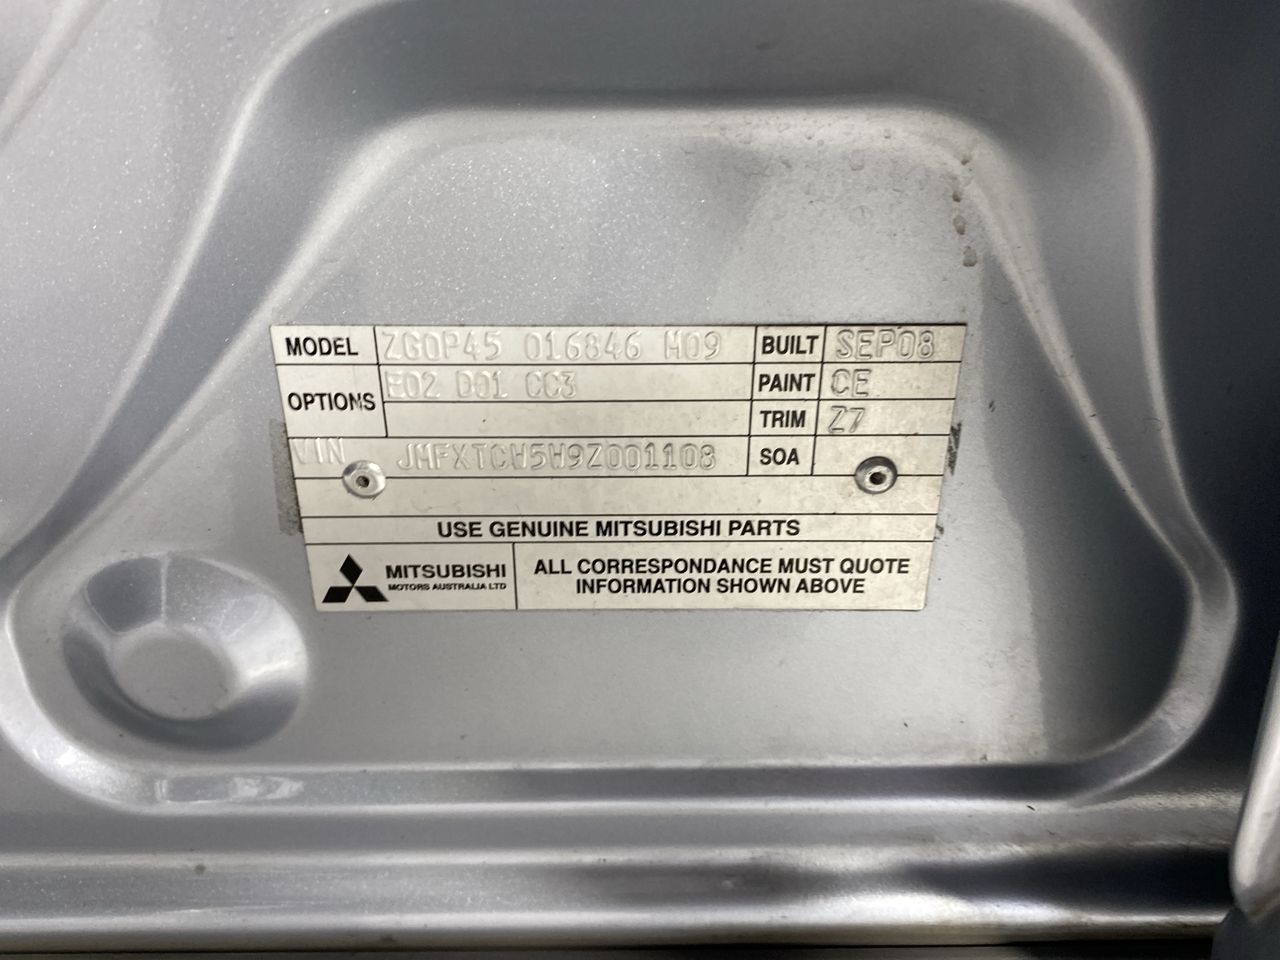 MODEL ZG0P45 016846 M09 BUILT SEP08
OPTIONS E02 D01 CC3 PAINT CE
TRIM Z7
VIN JMFXTCW5W9Z001108 SOA
USE GENUINE MITSUBISHI PARTS
MITSUBISHI
MOTORS AUSTRALIA LTD
ALL CORRESPONDANCE MUST QUOTE
INFORMATION SHOWN ABOVE